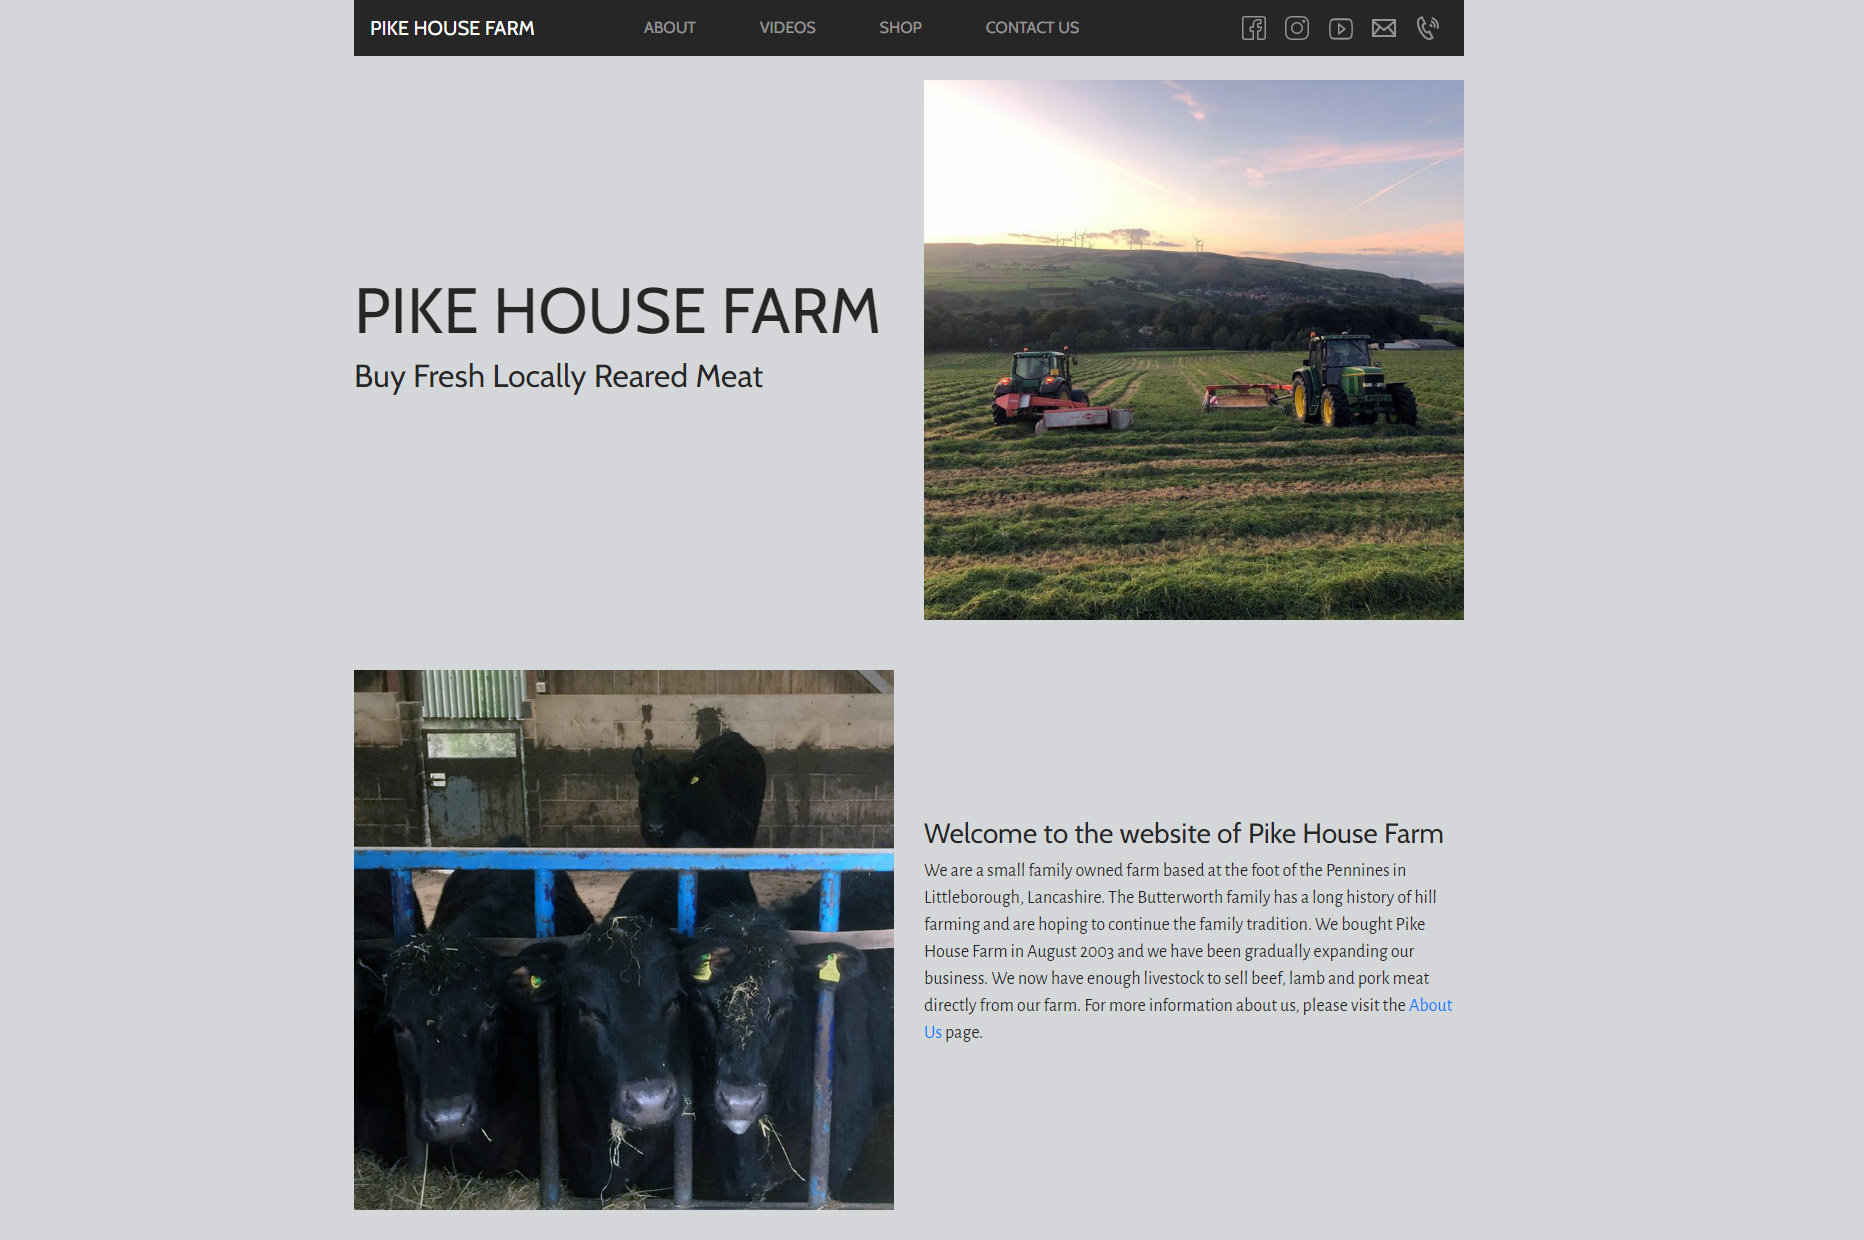 PIKE HOUSE FARM
ABOUT
VIDEOS
SHOP
CONTACT US
PIKE HOUSE FARM
Buy Fresh Locally Reared Meat
Welcome to the website of Pike House Farm
We are a small family owned farm based at the foot of the Pennines in
Littleborough, Lancashire. The Butterworth family has a long history of hill
farming and are hoping to continue the family tradition. We bought Pike
House Farm in August 2003 and we have been gradually expanding our
business. We now have enough livestock to sell beef, lamb and pork meat
directly from our farm. For more information about us, please visit the About
Us page.